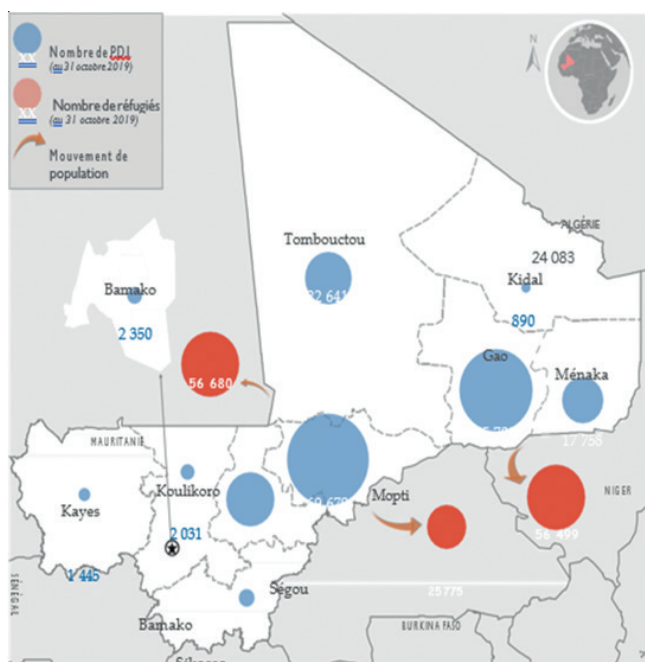 XX Nombre de PDI
(au 31 octobre 2019)
XX Nombre de réfugiés
(au 31 octobre 2019)
Mouvement de
population
N
ALGÉRIE
Tombouctou
24 083
Kidal
890
Bamako
2 350
Gao
Ménaka
17 758
56 680
MAURITANIE
Koulikoro
2 031
Kayes
1 445
Mopti
NIGER
56 499
SÉNÉGAL
Ségou
25 775
Bamako
BURKINA FASO